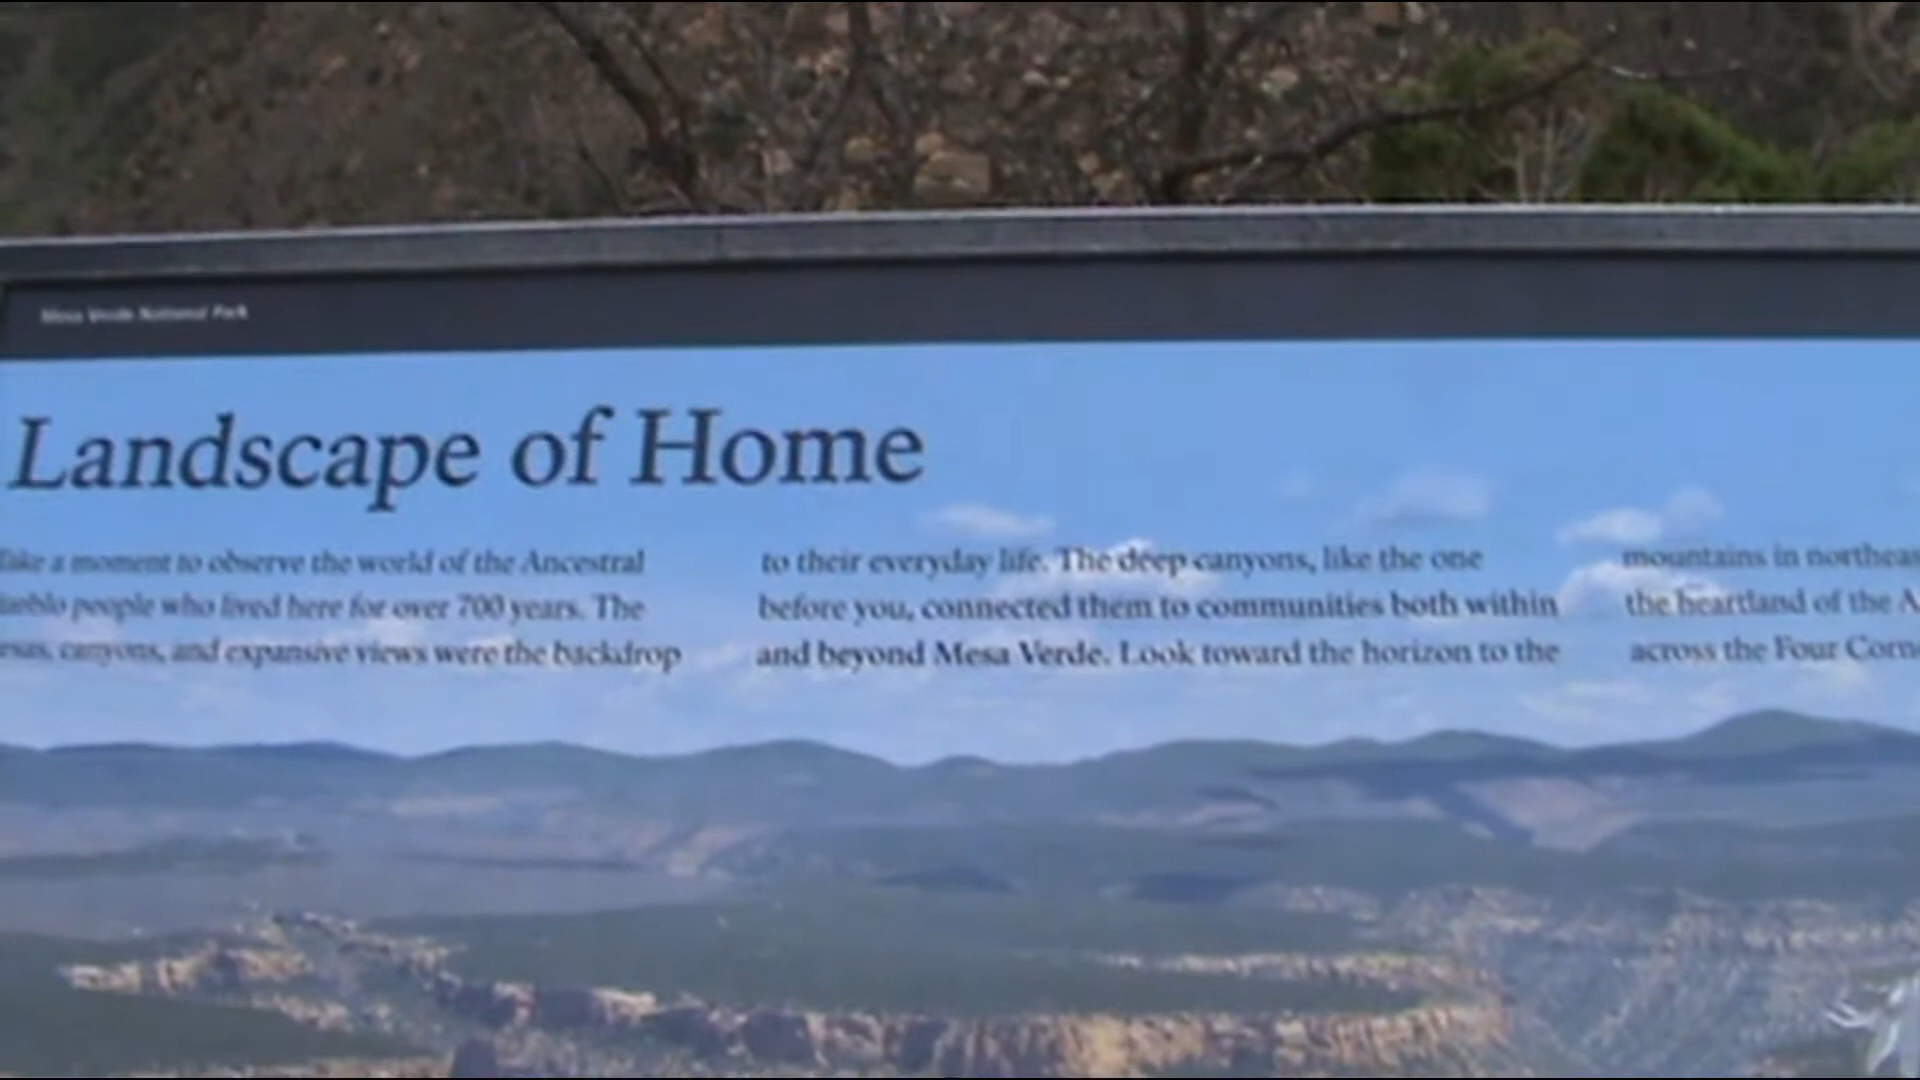 Mesa Verde National Park
Landscape of Home
Take a moment to observe the world of the Ancestral
ueblo people who lived here for over 700 years. The
esas, canyons, and expansive views were the backdrop
to their everyday life. The deep canyons, like the one
before you, connected them to communities both within
and beyond Mesa Verde. Look toward the horizon to the
mountains in northeas
the heartland of the A
across the Four Corn